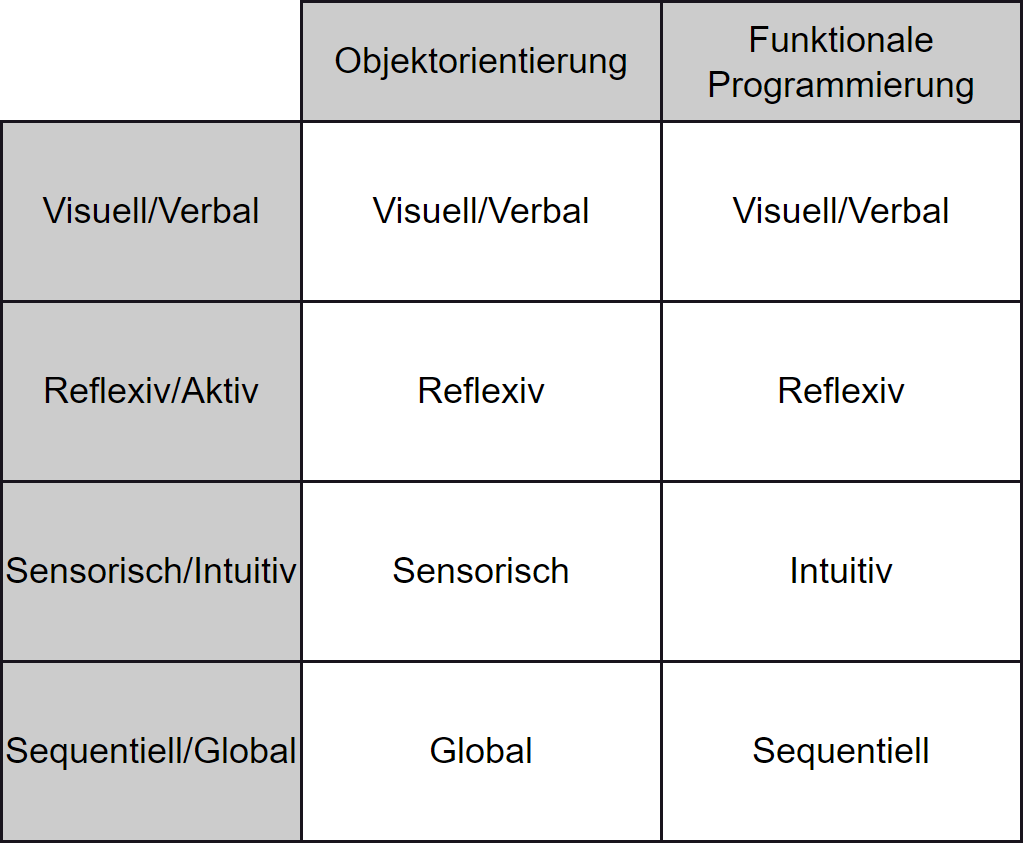 Objektorientierung
Funktionale
Programmierung
Visuell/Verbal
Visuell/Verbal
Visuell/Verbal
Reflexiv/Aktiv
Reflexiv
Reflexiv
Sensorisch/Intuitiv
Sensorisch
Intuitiv
Sequentiell/Global
Global
Sequentiell